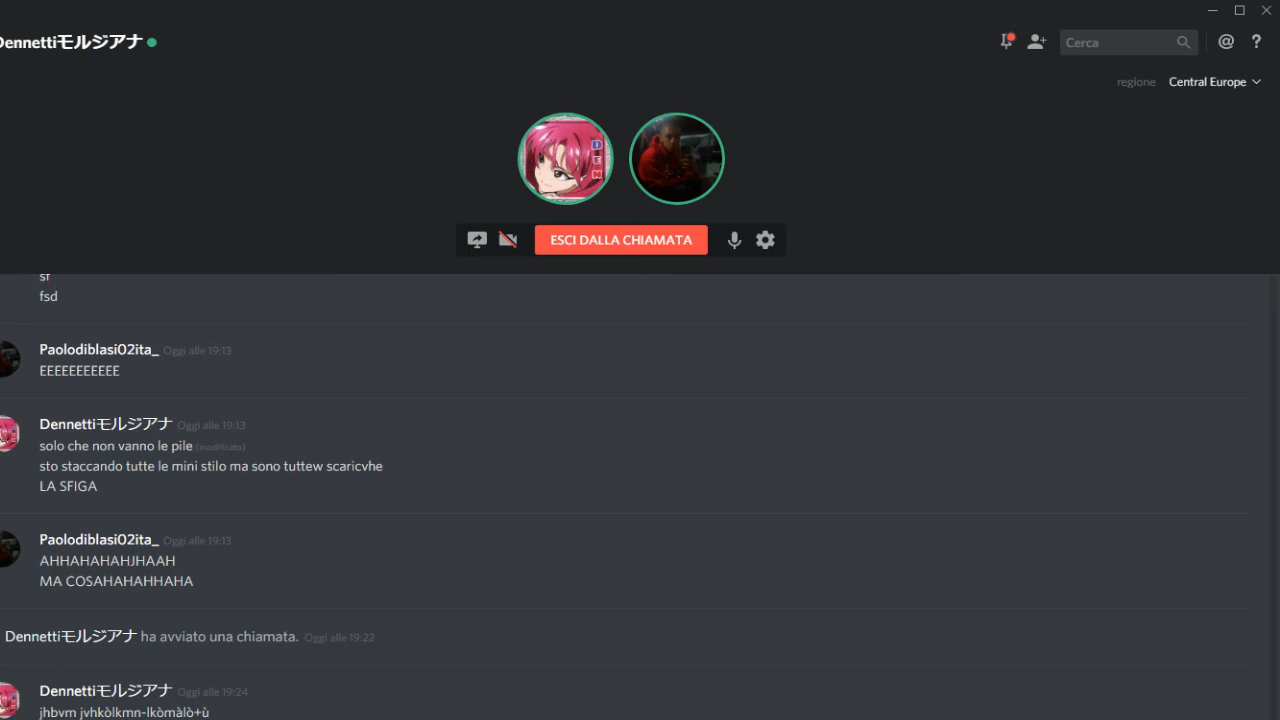 Dennettiモルジアナ
Cerca
@ ?
regione Central Europe
D
E
N
ESCI DALLA CHIAMATA
sf
fsd
Paolodiblasi02ita_ Oggi alle 19:13
EEEEEEEEEEE
Dennettiモルジアナ Oggi alle 19:13
solo che non vanno le pile (modificato)
sto staccando tutte le mini stilo ma sono tuttew scaricvhe
LA SFIGA
Paolodiblasi02ita_ Oggi alle 19:13
AHHAHAHAHJHAAH
MA COSAHAHAHHAHA
Dennettiモルジアナ ha avviato una chiamata. Oggi alle 19:22
Dennettiモルジアナ Oggi alle 19:24
jhbvm jvhkòlkmn-lkòmàlò+ù